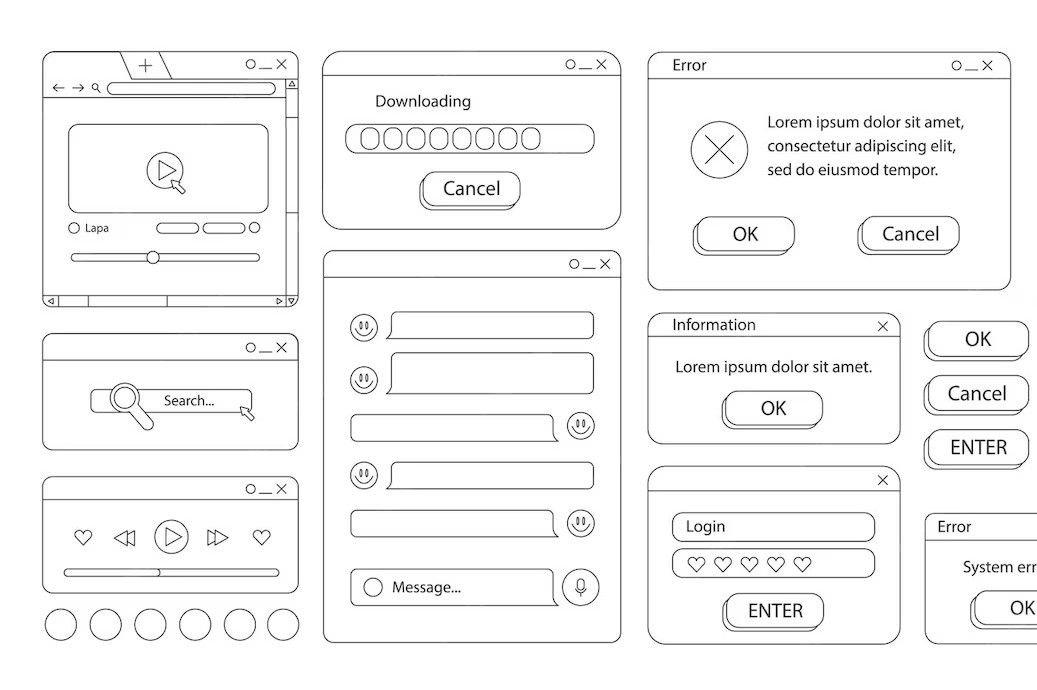 Lapa
Search...
Downloading
Cancel
Message...
Error
Lorem ipsum dolor sit amet,
consectetur adipiscing elit,
sed do eiusmod tempor.
OK
Cancel
Information
Lorem ipsum dolor sit amet.
OK
Login
ENTER
OK
Cancel
ENTER
Error
System err
OK